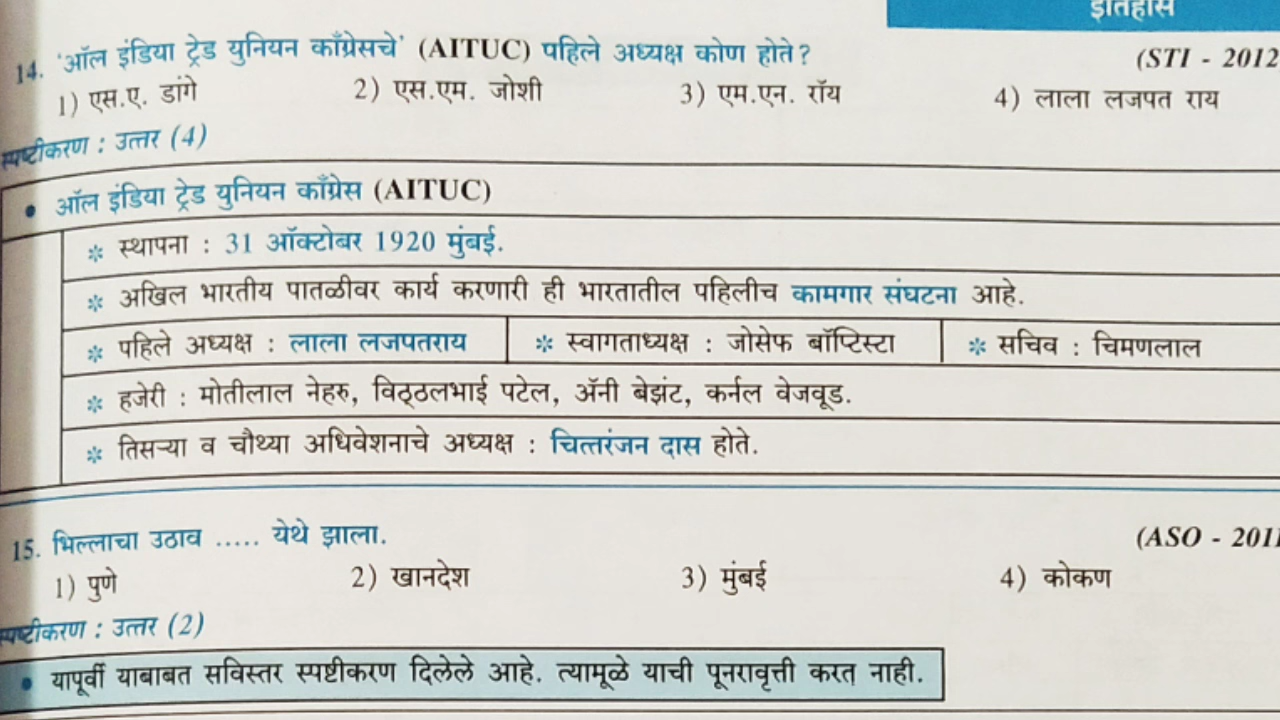 इतिहास
14. 'ऑल इंडिया ट्रेड युनियन काँग्रेसचे' (AITUC) पहिले अध्यक्ष कोण होते? (STI - 2012
1) एस.ए. डांगे 2) एस.एम. जोशी 3) एम.एन. रॉय 4) लाला लजपत राय
स्पष्टीकरण : उत्तर (4)
• ऑल इंडिया ट्रेड युनियन काँग्रेस (AITUC)
* स्थापना : 31 ऑक्टोबर 1920 मुंबई.
* अखिल भारतीय पातळीवर कार्य करणारी ही भारतातील पहिलीच कामगार संघटना आहे.
* पहिले अध्यक्ष : लाला लजपतराय * स्वागताध्यक्ष : जोसेफ बॉप्टिस्टा * सचिव : चिमणलाल
* हजेरी : मोतीलाल नेहरु, विठ्ठलभाई पटेल, ॲनी बेझंट, कर्नल वेजवूड.
* तिसऱ्या व चौथ्या अधिवेशनाचे अध्यक्ष : चित्तरंजन दास होते.
15. भिल्लाचा उठाव ..... येथे झाला. (ASO - 2011
1) पुणे 2) खानदेश 3) मुंबई 4) कोकण
स्पष्टीकरण : उत्तर (2)
• यापूर्वी याबाबत सविस्तर स्पष्टीकरण दिलेले आहे. त्यामूळे याची पूनरावृत्ती करत नाही.